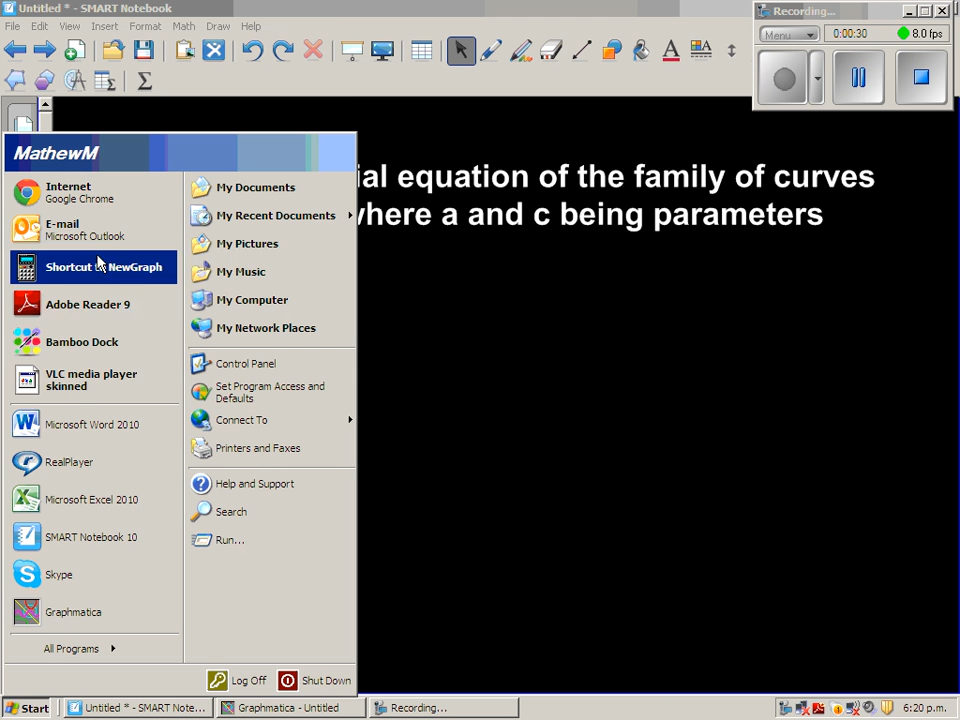 Untitled * - SMART Notebook
Recording...
File Edit View Insert Format Math Draw Help
Menu 0:00:30 8.0 fps
MathewM
ial equation of the family of curves
where a and c being parameters
Internet
Google Chrome
E-mail
Microsoft Outlook
Shortcut NewGraph
Adobe Reader 9
Bamboo Dock
VLC media player
skinned
Microsoft Word 2010
RealPlayer
Microsoft Excel 2010
SMART Notebook 10
Skype
Graphmatica
All Programs
My Documents
My Recent Documents
My Pictures
My Music
My Computer
My Network Places
Control Panel
Set Program Access and
Defaults
Connect To
Printers and Faxes
Help and Support
Search
Run...
Log Off Shut Down
Start Untitled * - SMART Note... Graphmatica - Untitled Recording... 6:20 p.m.